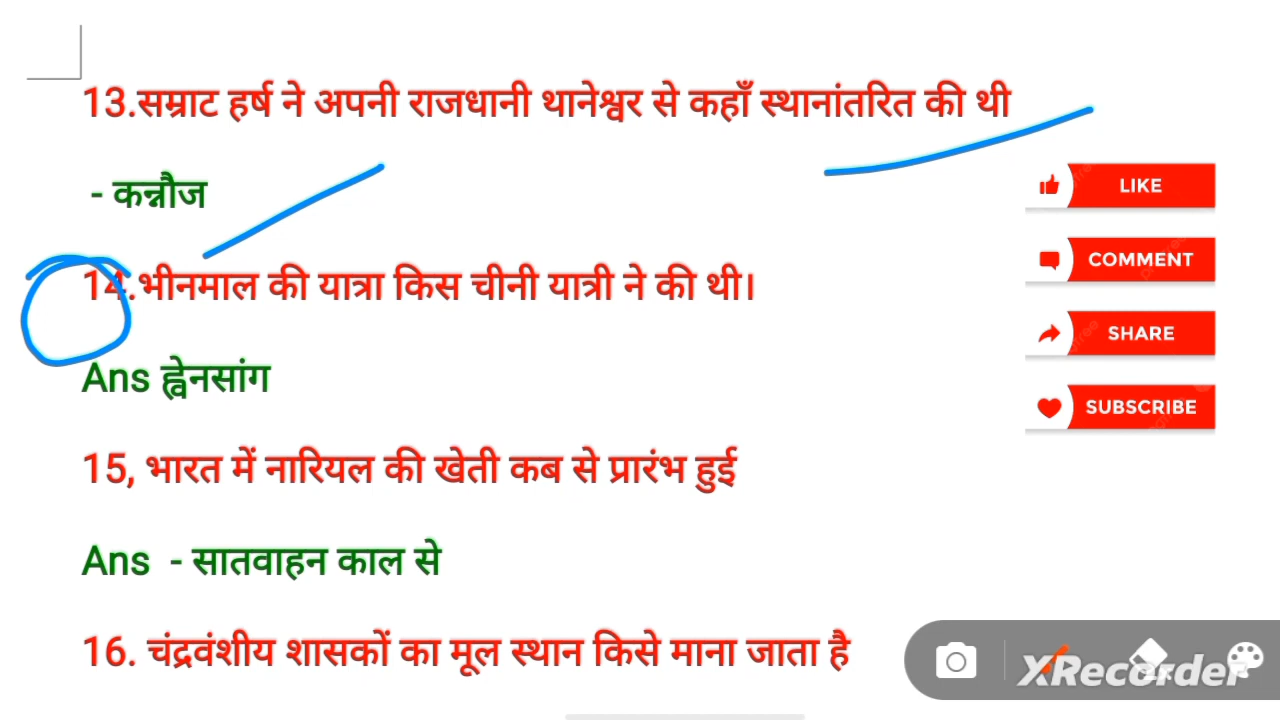 13.सम्राट हर्ष ने अपनी राजधानी थानेश्वर से कहाँ स्थानांतरित की थी
- कन्नौज
14.भीनमाल की यात्रा किस चीनी यात्री ने की थी।
Ans ह्वेनसांग
15, भारत में नारियल की खेती कब से प्रारंभ हुई
Ans - सातवाहन काल से
16. चंद्रवंशीय शासकों का मूल स्थान किसे माना जाता है
LIKE
COMMENT
SHARE
SUBSCRIBE
XRecorder